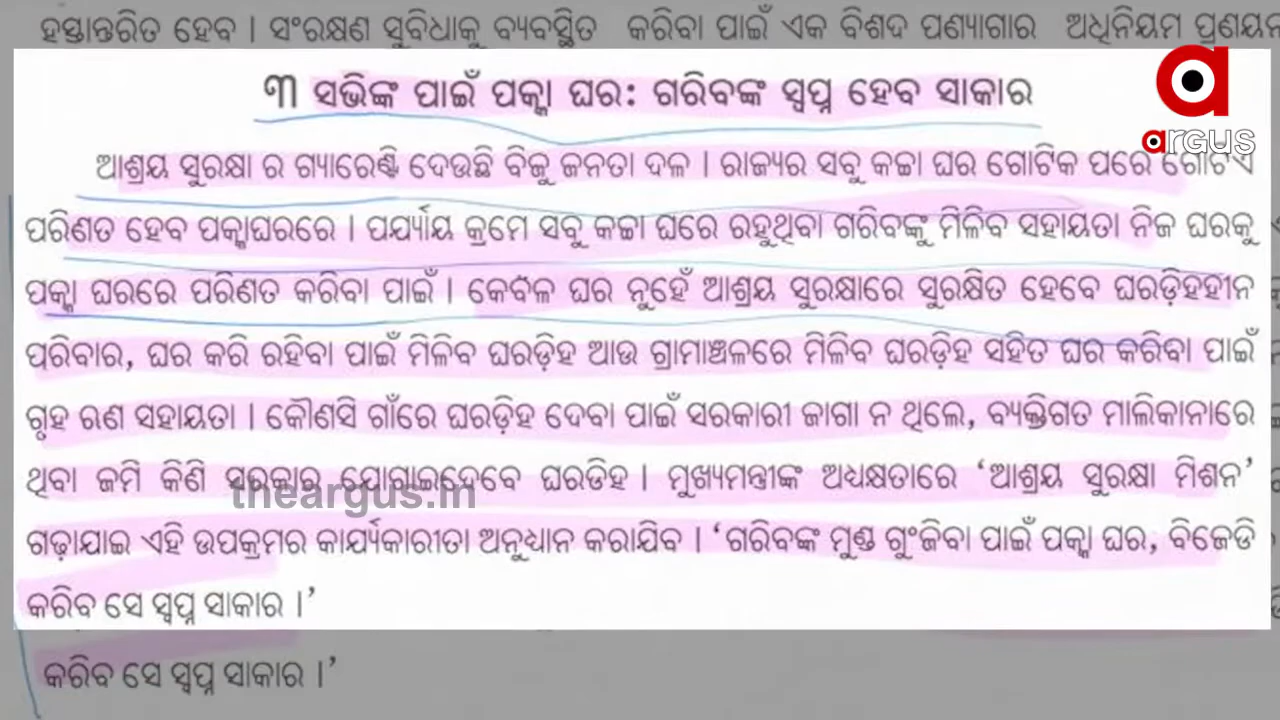 ହସ୍ତାନ୍ତରିତ ହେବ । ସଂରକ୍ଷଣ ସୁବିଧାକୁ ବ୍ୟବସ୍ଥିତ କରିବା ପାଇଁ ଏକ ବିଶଦ ପଣ୍ୟାଗାର ଅଧିନିୟମ ପ୍ରଣୟନ
୩ ସଭିଙ୍କ ପାଇଁ ପକ୍କା ଘର: ଗରିବଙ୍କ ସ୍ୱପ୍ନ ହେବ ସାକାର
argus
ଆଶ୍ରୟ ସୁରକ୍ଷା ର ଗ୍ୟାରେଣ୍ଟି ଦେଉଛି ବିଜୁ ଜନତା ଦଳ । ରାଜ୍ୟର ସବୁ କଚ୍ଚା ଘର ଗୋଟିକ ପରେ ଗୋଟିଏ
ପରିଣତ ହେବ ପକ୍କାଘରରେ । ପର୍ଯ୍ୟାୟ କ୍ରମେ ସବୁ କଚ୍ଚା ଘରେ ରହୁଥିବା ଗରିବଙ୍କୁ ମିଳିବ ସହାୟତା ନିଜ ଘରକୁ
ପକ୍କା ଘରରେ ପରିଣତ କରିବା ପାଇଁ । କେବଳ ଘର ନୁହେଁ ଆଶ୍ରୟ ସୁରକ୍ଷାରେ ସୁରକ୍ଷିତ ହେବେ ଘରଡ଼ିହହୀନ
ପରିବାର, ଘର କରି ରହିବା ପାଇଁ ମିଳିବ ଘରଡ଼ିହ ଆଉ ଗ୍ରାମାଞ୍ଚଳରେ ମିଳିବ ଘରଡ଼ିହ ସହିତ ଘର କରିବା ପାଇଁ
ଗୃହ ଋଣ ସହାୟତା । କୌଣସି ଗାଁରେ ଘରଡ଼ିହ ଦେବା ପାଇଁ ସରକାରୀ ଜାଗା ନ ଥିଲେ, ବ୍ୟକ୍ତିଗତ ମାଲିକାନାରେ
ଥିବା ଜମି କିଣି ସରକାର ଯୋଗାଇଦେବେ ଘରଡିହ । ମୁଖ୍ୟମନ୍ତ୍ରୀଙ୍କ ଅଧ୍ୟକ୍ଷତାରେ ‘ଆଶ୍ରୟ ସୁରକ୍ଷା ମିଶନ’
theargus.in
ଗଢ଼ାଯାଇ ଏହି ଉପକ୍ରମର କାର୍ଯ୍ୟକାରୀତା ଅନୁଧ୍ୟାନ କରାଯିବ । ‘ଗରିବଙ୍କ ମୁଣ୍ଡ ଗୁଂଜିବା ପାଇଁ ପକ୍କା ଘର, ବିଜେଡି
କରିବ ସେ ସ୍ୱପ୍ନ ସାକାର ।’
କରିବ ସେ ସ୍ୱପ୍ନ ସାକାର ।’